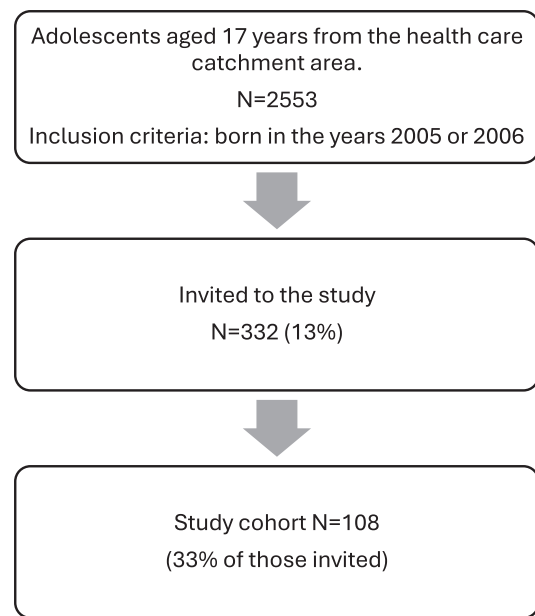 Adolescents aged 17 years from the health care
catchment area.
N=2553
Inclusion criteria: born in the years 2005 or 2006
Invited to the study
N=332 (13%)
Study cohort N=108
(33% of those invited)